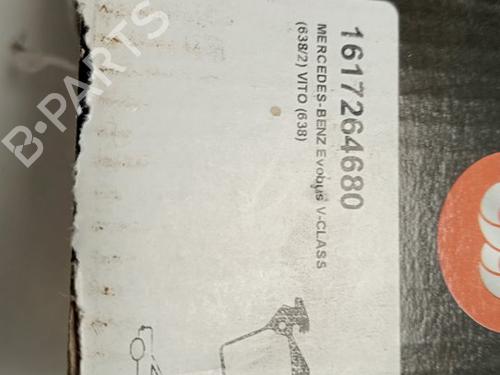 1617264680
MERCEDES-BENZ Evobus V-CLASS
(638/2) VITO (638)
B-PARTS